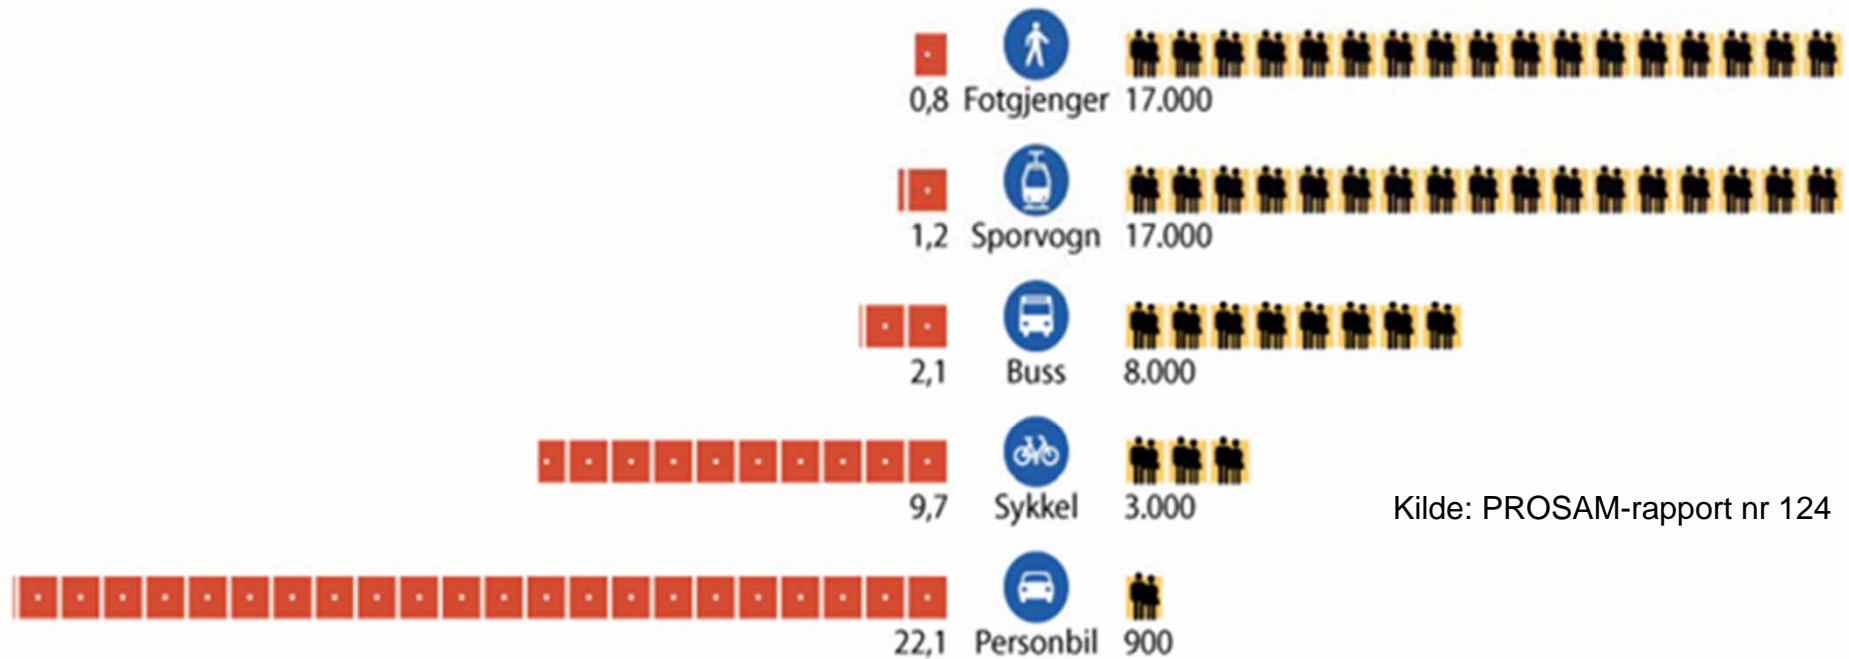 0,8 Fotgjenger 17.000
1,2 Sporvogn 17.000
2,1 Buss 8.000
9,7 Sykkel 3.000
Kilde: PROSAM-rapport nr 124
22,1 Personbil 900